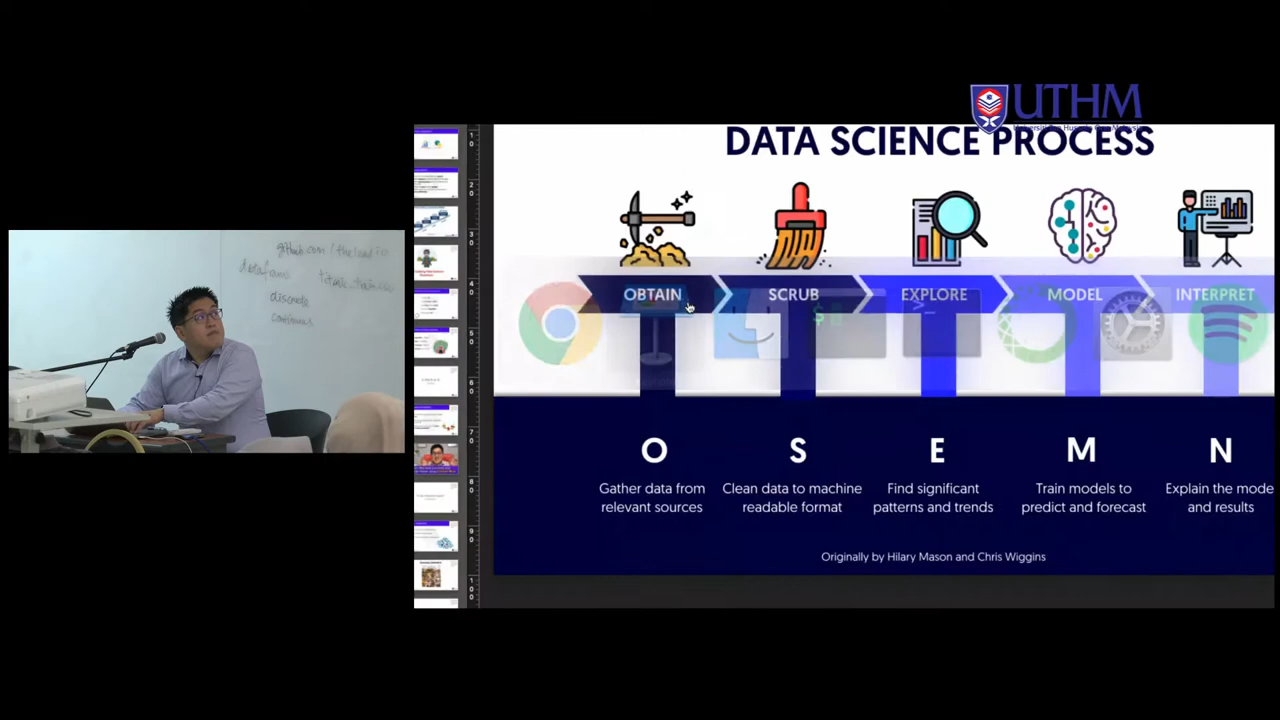 UTHM
DATA SCIENCE PROCESS
OBTAIN
SCRUB
EXPLORE
MODEL
INTERPRET
O
S
E
M
N
Gather data from
relevant sources
Clean data to machine
readable format
Find significant
patterns and trends
Train models to
predict and forecast
Explain the mode
and results
Originally by Hilary Mason and Chris Wiggins
github.com/
dataframe
discrete
continuous